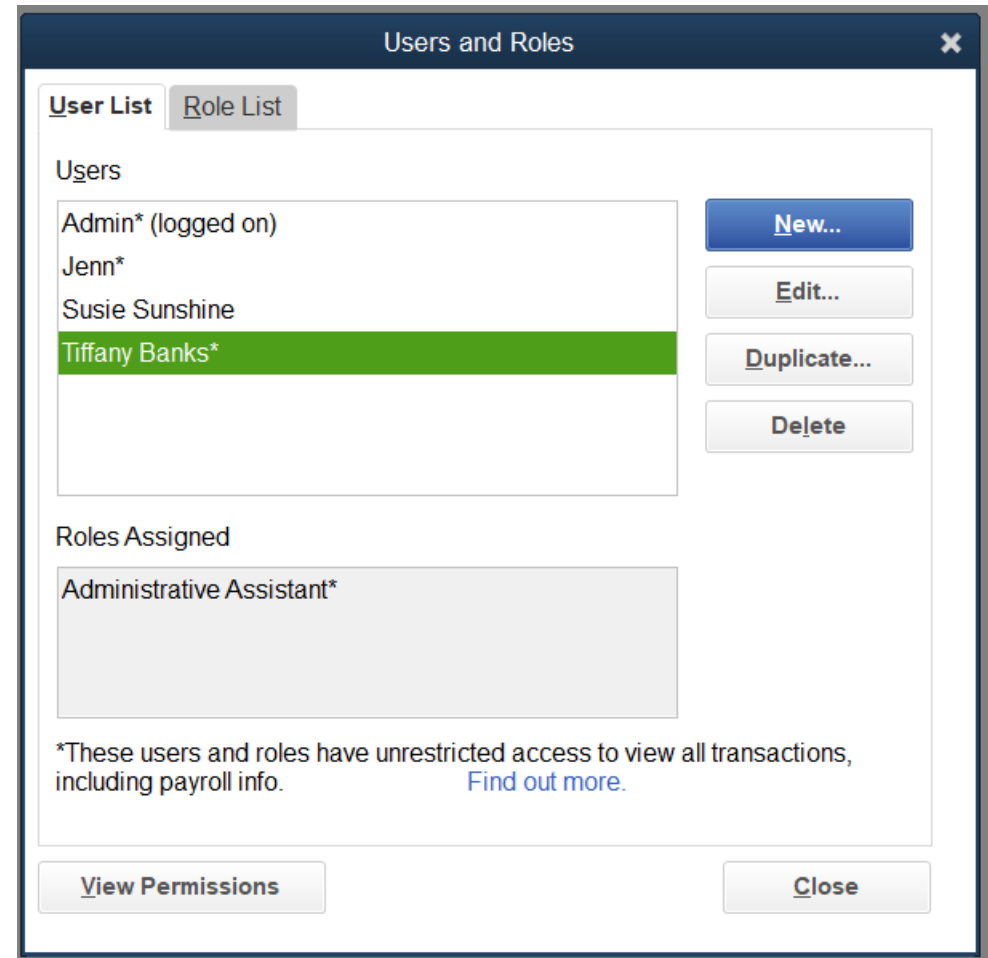 Users and Roles
User List Role List
Users
Admin* (logged on)
Jenn*
Susie Sunshine
Tiffany Banks*
New...
Edit...
Duplicate...
Delete
Roles Assigned
Administrative Assistant*
*These users and roles have unrestricted access to view all transactions,
including payroll info. Find out more.
View Permissions Close